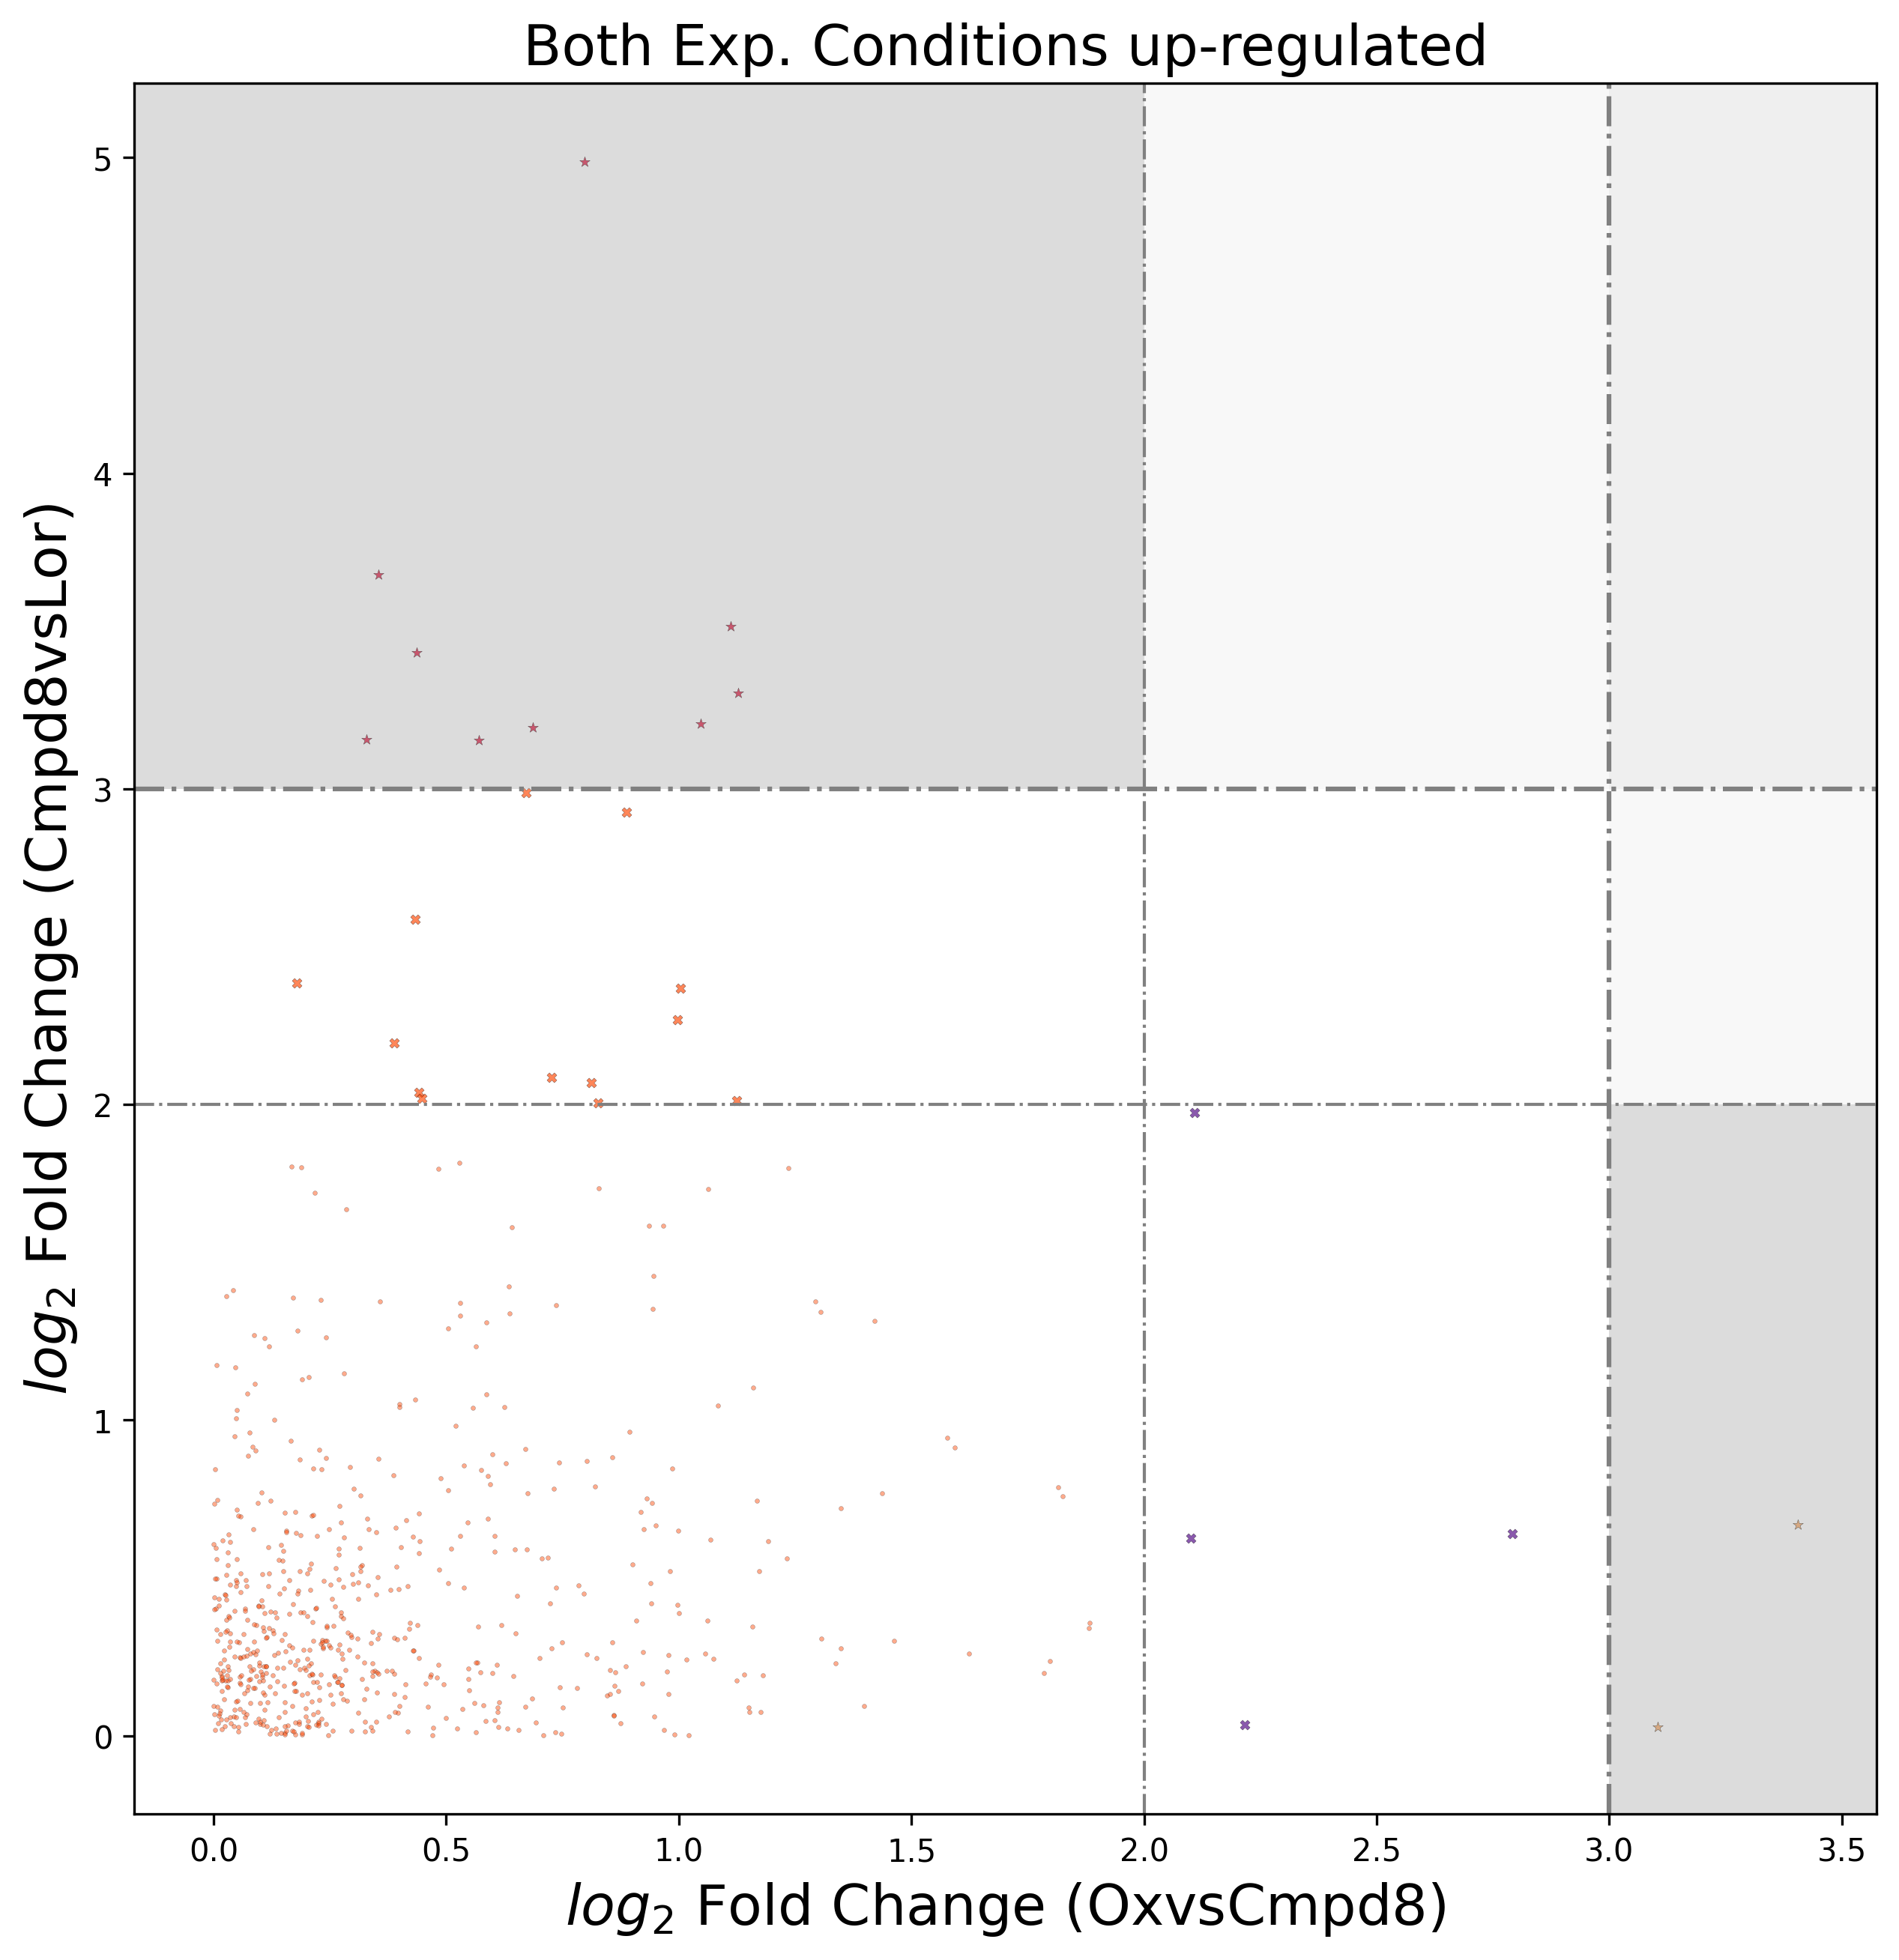 Both Exp. Conditions up-regulated
log2 Fold Change (Cmpd8vsLor)
5
4
3
2
1
0
0.0 0.5 1.0 1.5 2.0 2.5 3.0 3.5
log2 Fold Change (OxvsCmpd8)